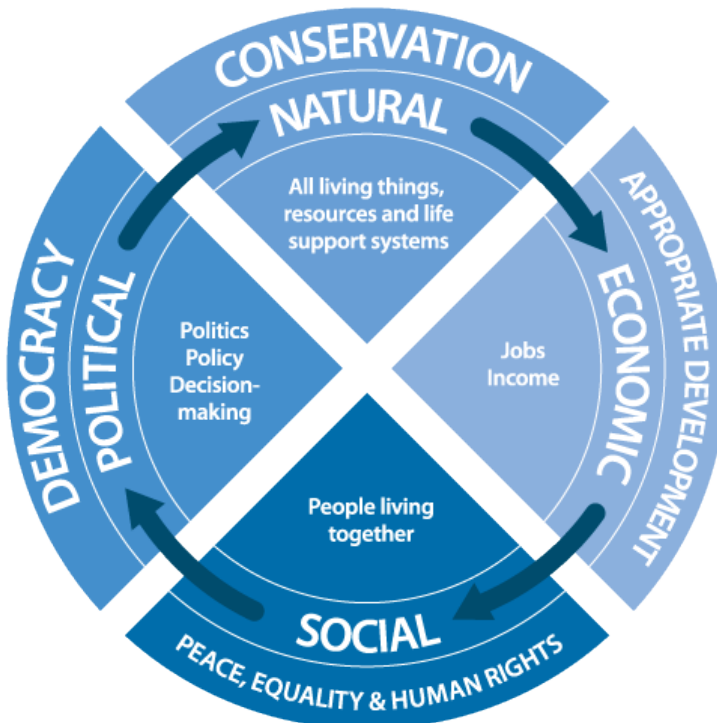 CONSERVATION
NATURAL
All living things,
resources and life
support systems
APPROPRIATE DEVELOPMENT
ECONOMIC
Jobs
Income
People living
together
SOCIAL
PEACE, EQUALITY & HUMAN RIGHTS
DEMOCRACY
POLITICAL
Politics
Policy
Decision-
making